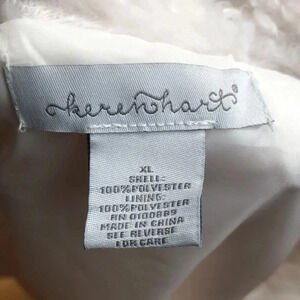 kerenhart
XL
SHELL:
100%POLYESTER
LINING:
100%POLYESTER
RN 0100889
MADE IN CHINA
SEE REVERSE
FOR CARE